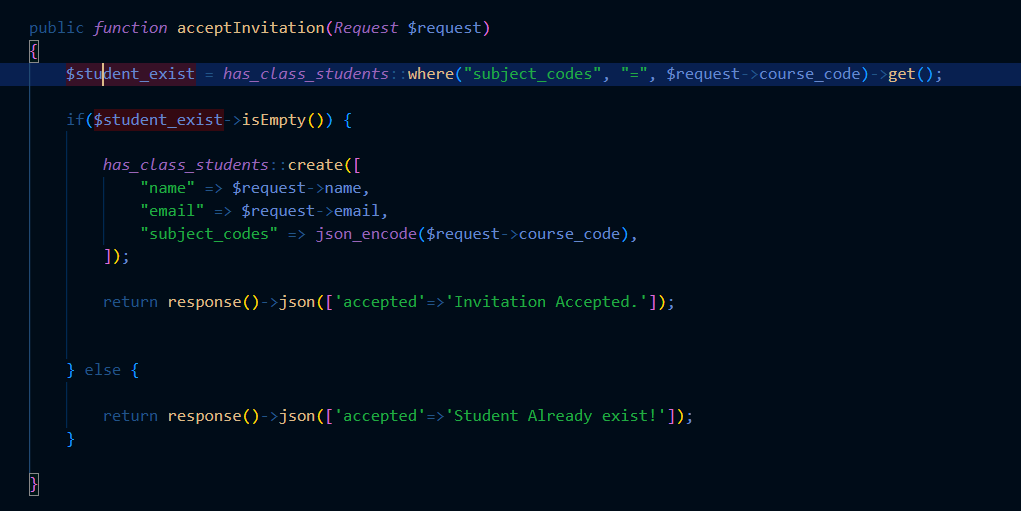 public function acceptInvitation(Request $request)
{
$student_exist = has_class_students::where("subject_codes", "=", $request->course_code)->get();
if($student_exist->isEmpty()) {
has_class_students::create([
"name" => $request->name,
"email" => $request->email,
"subject_codes" => json_encode($request->course_code),
]);
return response()->json(['accepted'=>'Invitation Accepted.']);
} else {
return response()->json(['accepted'=>'Student Already exist!']);
}
}